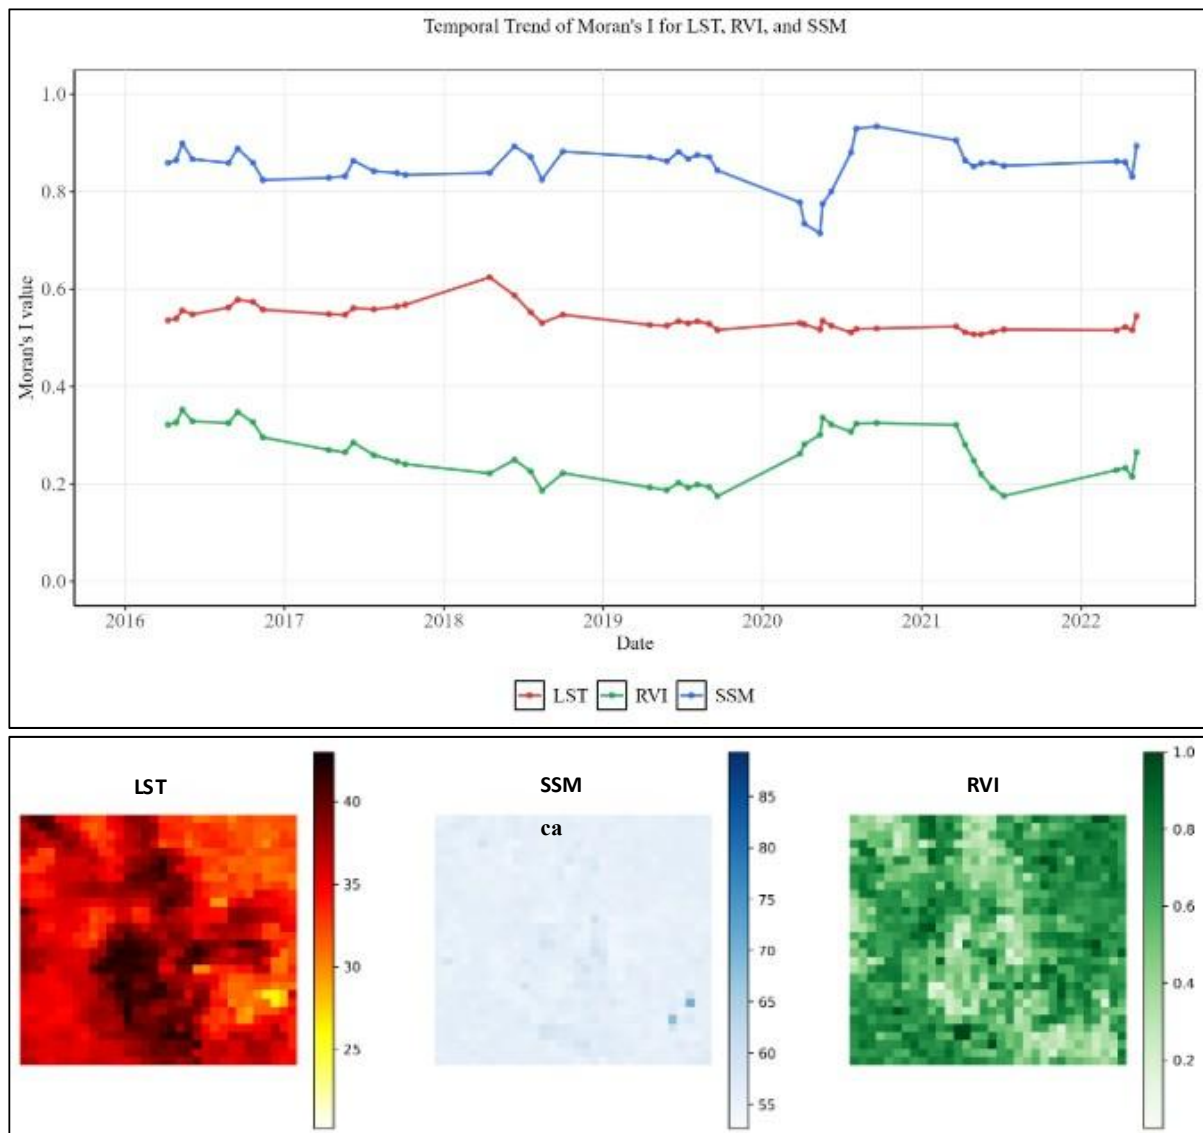 Temporal Trend of Moran's I for LST, RVI, and SSM
Moran's I value
1.0
0.8
0.6
0.4
0.2
0.0
2016 2017 2018 2019 2020 2021 2022
Date
LST RVI SSM
LST
40
35
30
25
SSM
ca
85
80
75
70
65
60
55
RVI
1.0
0.8
0.6
0.4
0.2